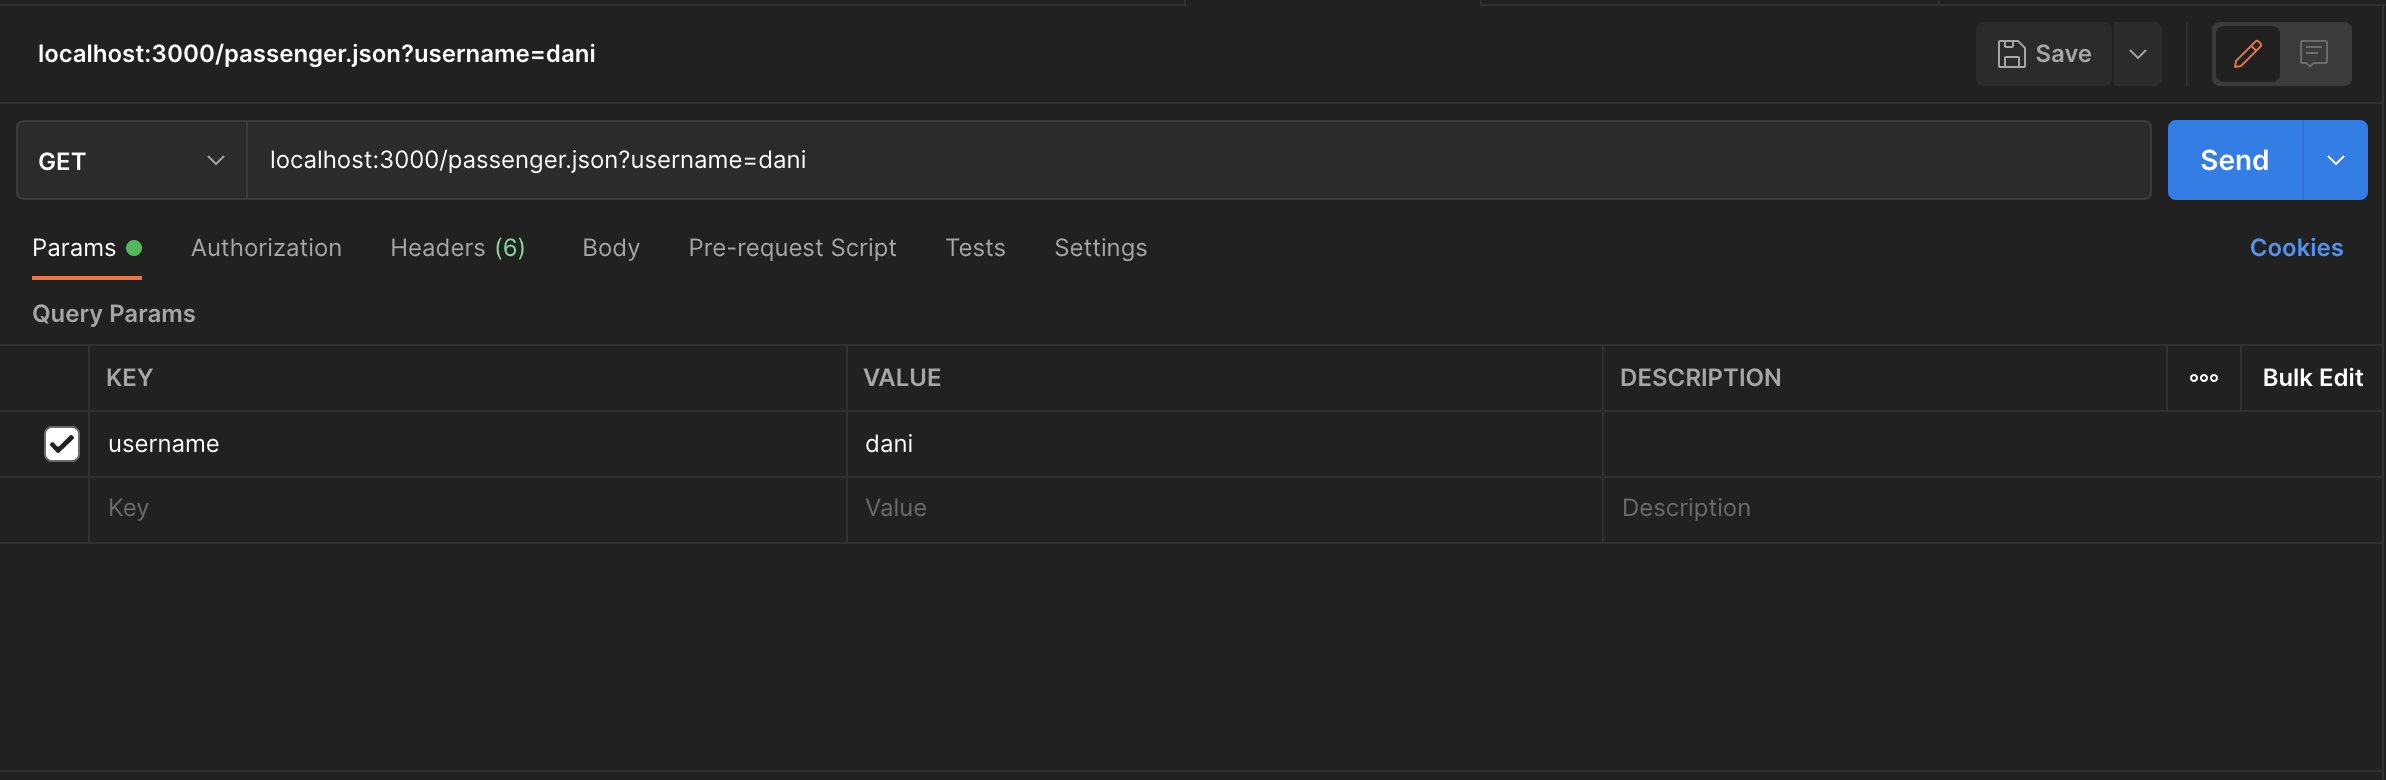 localhost:3000/passenger.json?username=dani
Save
GET
localhost:3000/passenger.json?username=dani
Send
Params Authorization Headers (6) Body Pre-request Script Tests Settings Cookies
Query Params
KEY VALUE DESCRIPTION Bulk Edit
username dani
Key Value Description